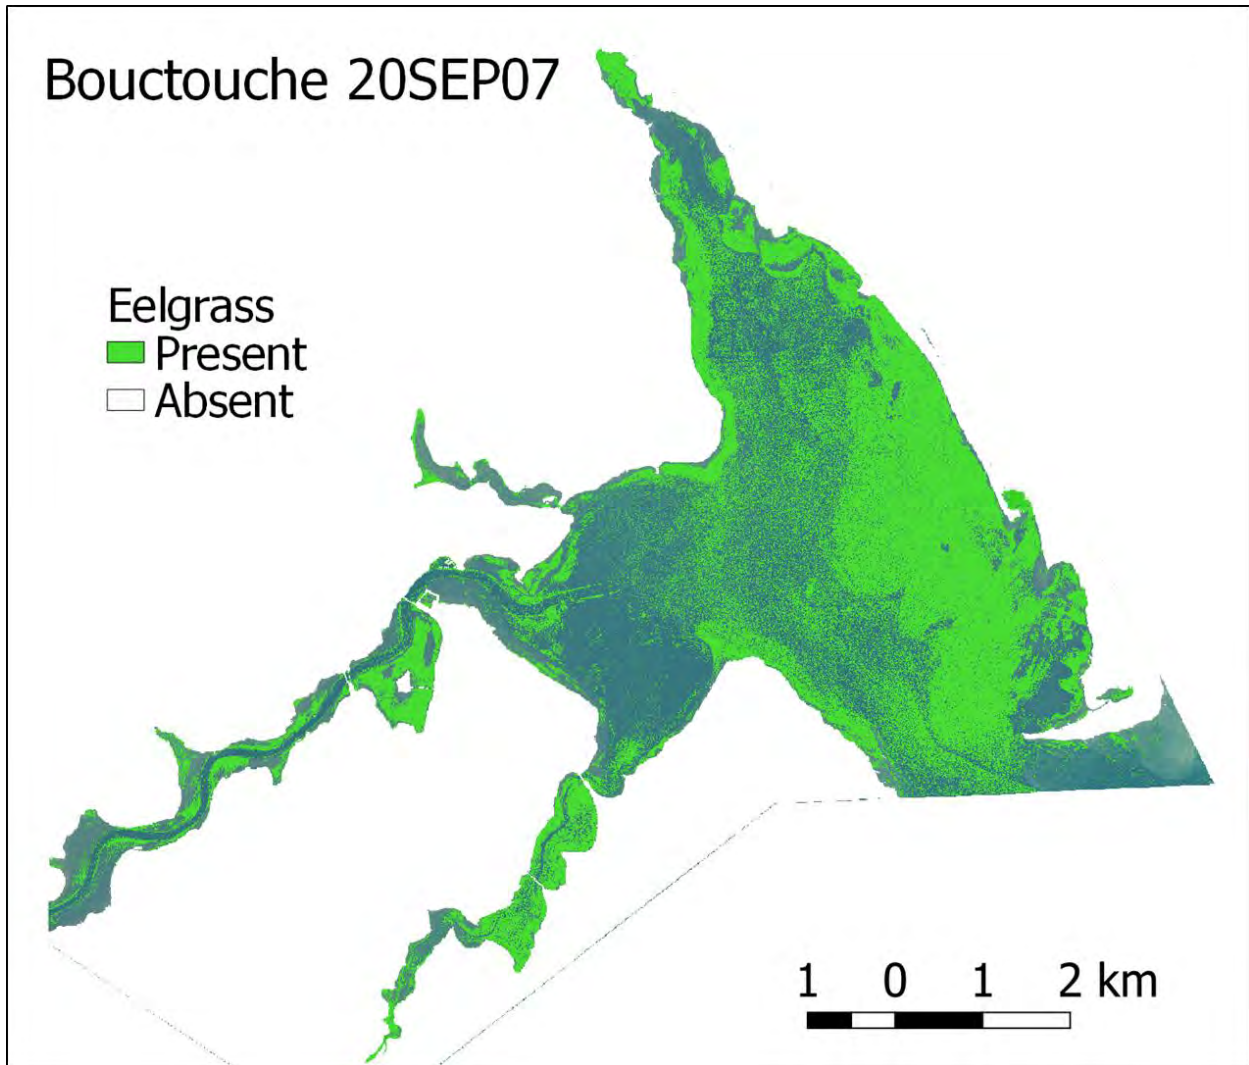 Bouctouche 20SEP07
Eelgrass
Present
Absent
1 0 1 2 km